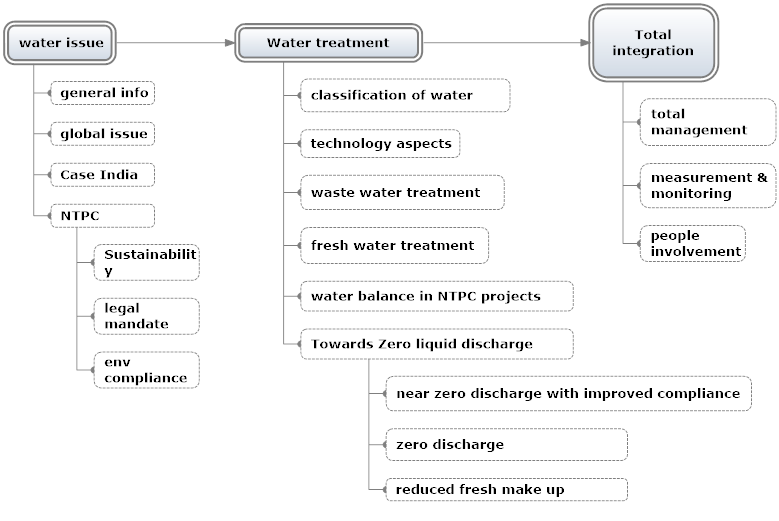 water issue
general info
global issue
Case India
NTPC
Sustainabilit
y
legal
mandate
env
compliance
Water treatment
classification of water
technology aspects
waste water treatment
fresh water treatment
water balance in NTPC projects
Towards Zero liquid discharge
near zero discharge with improved compliance
zero discharge
reduced fresh make up
Total
integration
total
management
measurement &
monitoring
people
involvement